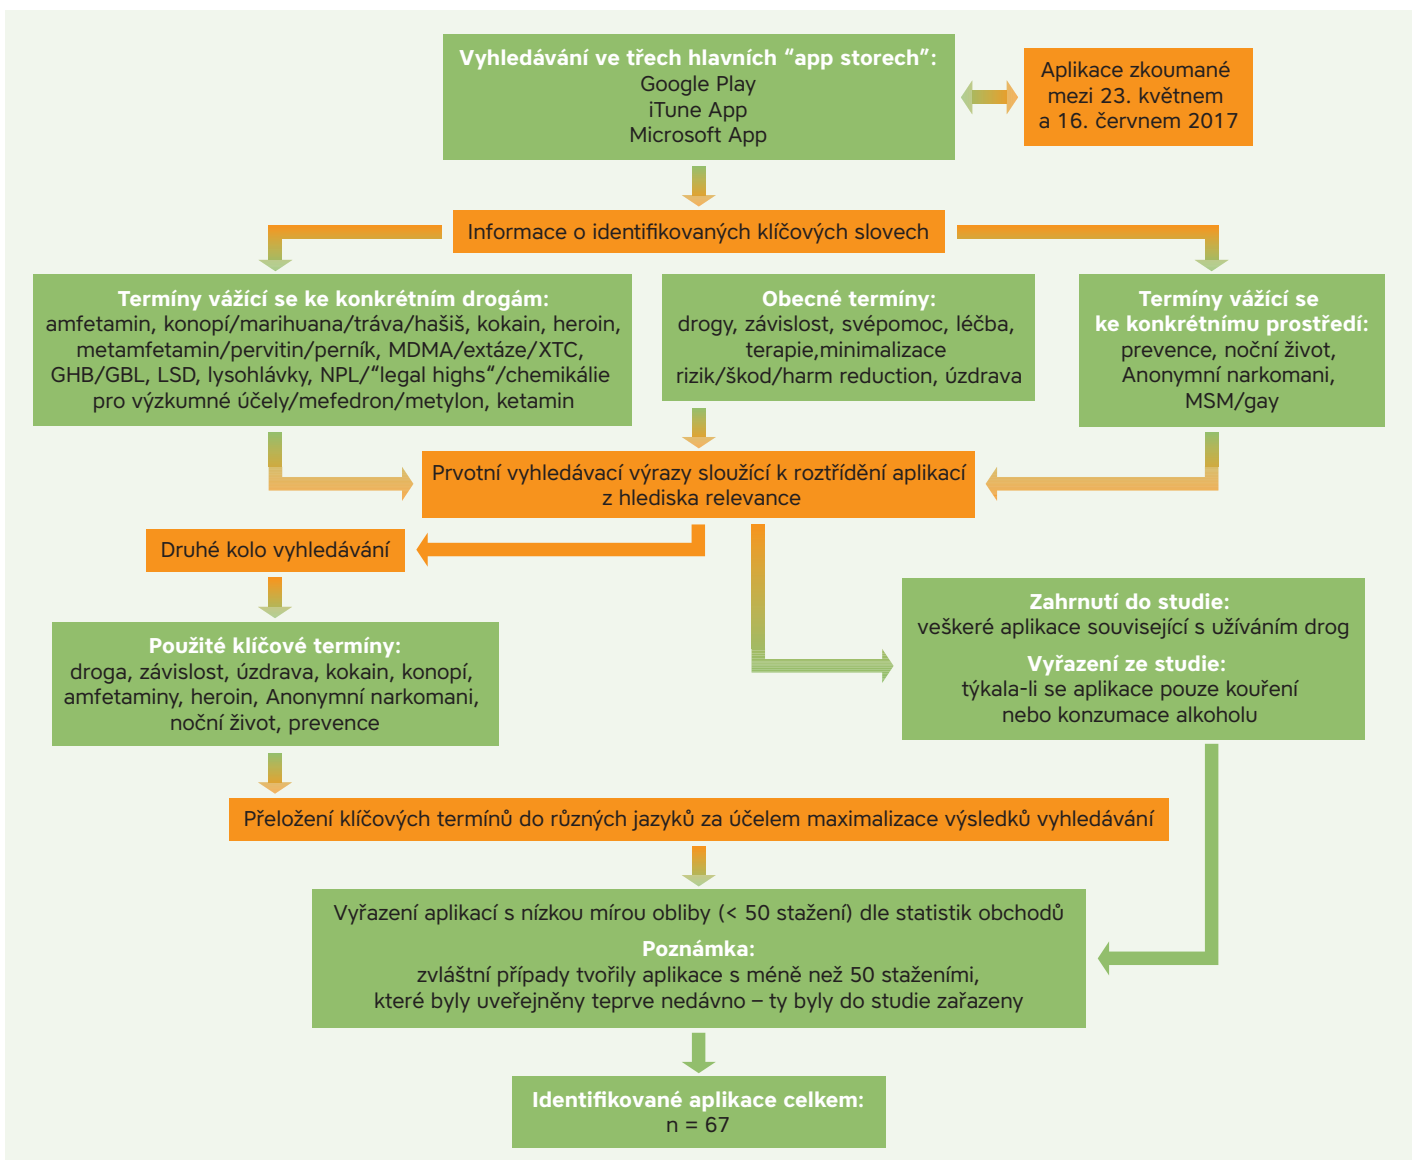 Vyhledávání ve třech hlavních “app storech”:
Google Play
iTune App
Microsoft App
Aplikace zkoumané
mezi 23. květnem
a 16. červnem 2017
Informace o identifikovaných klíčových slovech
Termíny vážící se ke konkrétním drogám:
amfetamin, konopí/marihuana/tráva/hašiš, kokain, heroin,
metamfetamin/pervitin/perník, MDMA/extáze/XTC,
GHB/GBL, LSD, lysohlávky, NPL/“legal highs“/chemikálie
pro výzkumné účely/mefedron/metylon, ketamin
Obecné termíny:
drogy, závislost, svépomoc, léčba,
terapie,minimalizace
rizik/škod/harm reduction, úzdrava
Termíny vážící se
ke konkrétnímu prostředí:
prevence, noční život,
Anonymní narkomani,
MSM/gay
Prvotní vyhledávací výrazy sloužící k roztřídění aplikací
z hlediska relevance
Druhé kolo vyhledávání
Použité klíčové termíny:
droga, závislost, úzdrava, kokain, konopí,
amfetaminy, heroin, Anonymní narkomani,
noční život, prevence
Zahrnutí do studie:
veškeré aplikace související s užíváním drog
Vyřazení ze studie:
týkala-li se aplikace pouze kouření
nebo konzumace alkoholu
Přeložení klíčových termínů do různých jazyků za účelem maximalizace výsledků vyhledávání
Vyřazení aplikací s nízkou mírou obliby (< 50 stažení) dle statistik obchodů
Poznámka:
zvláštní případy tvořily aplikace s méně než 50 staženími,
které byly uveřejněny teprve nedávno – ty byly do studie zařazeny
Identifikované aplikace celkem:
n = 67